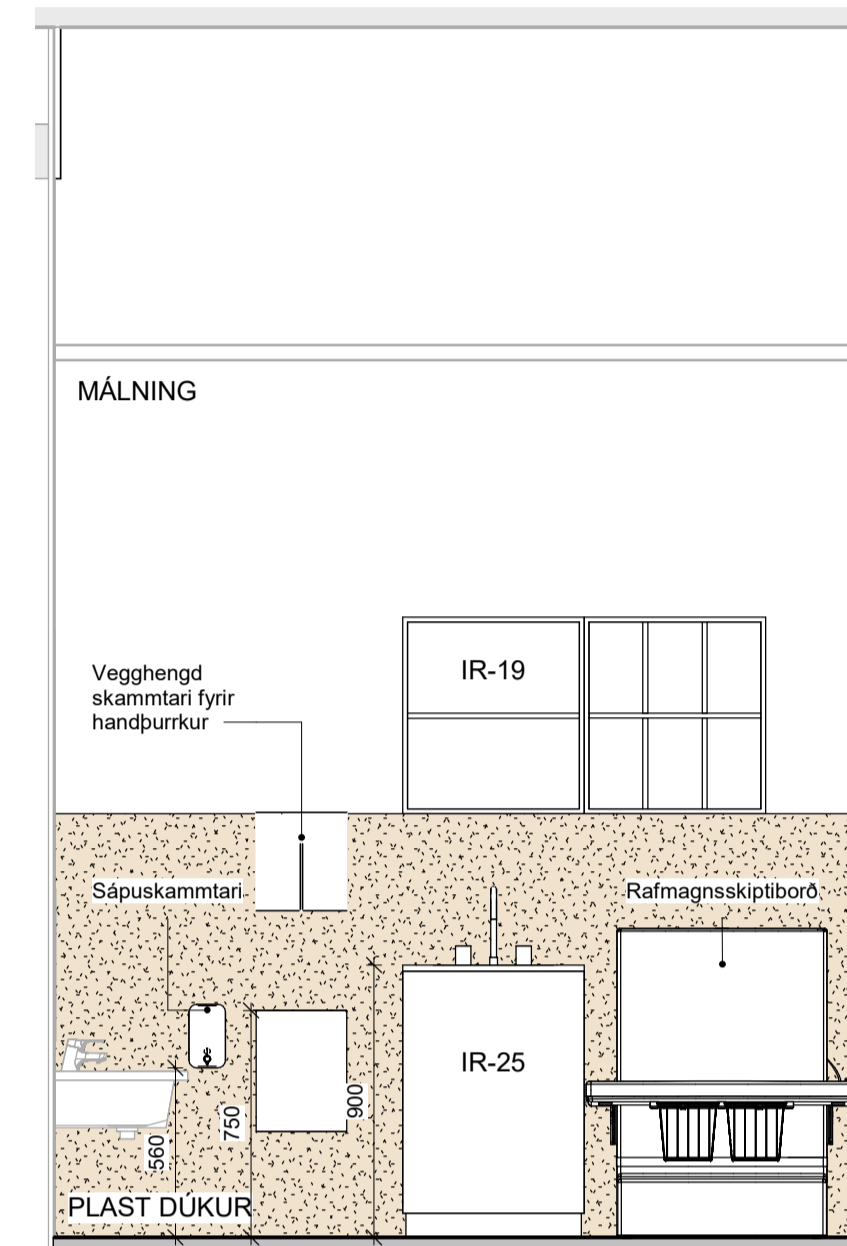 MÁLNING
IR-19
Vegghengd
skammtari fyrir
handþurrkur
Sápuskammtari
Rafmagnsskiptiborð
IR-25
900
750
560
PLAST DÚKUR